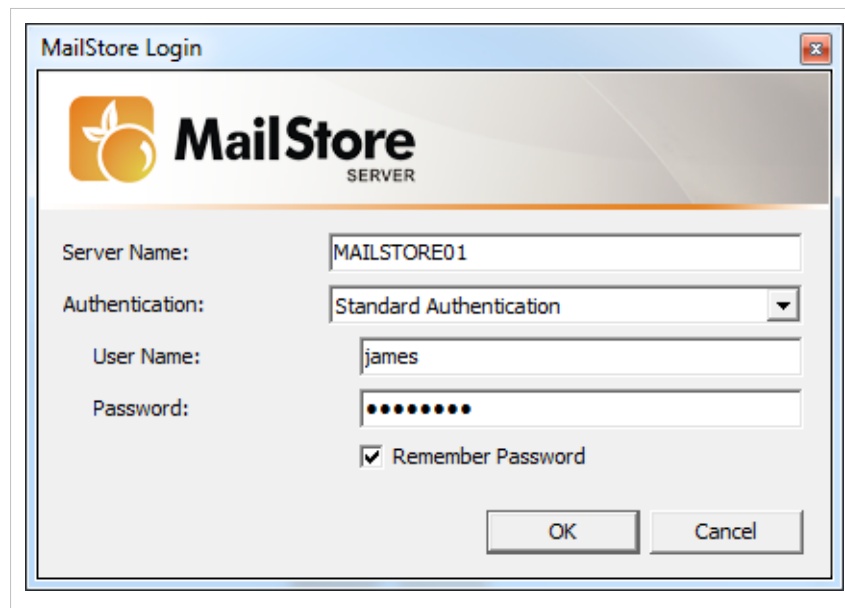 MailStore Login
MailStore
SERVER
Server Name: MAILSTORE01
Authentication: Standard Authentication
User Name: james
Password: ••••••••
Remember Password
OK Cancel